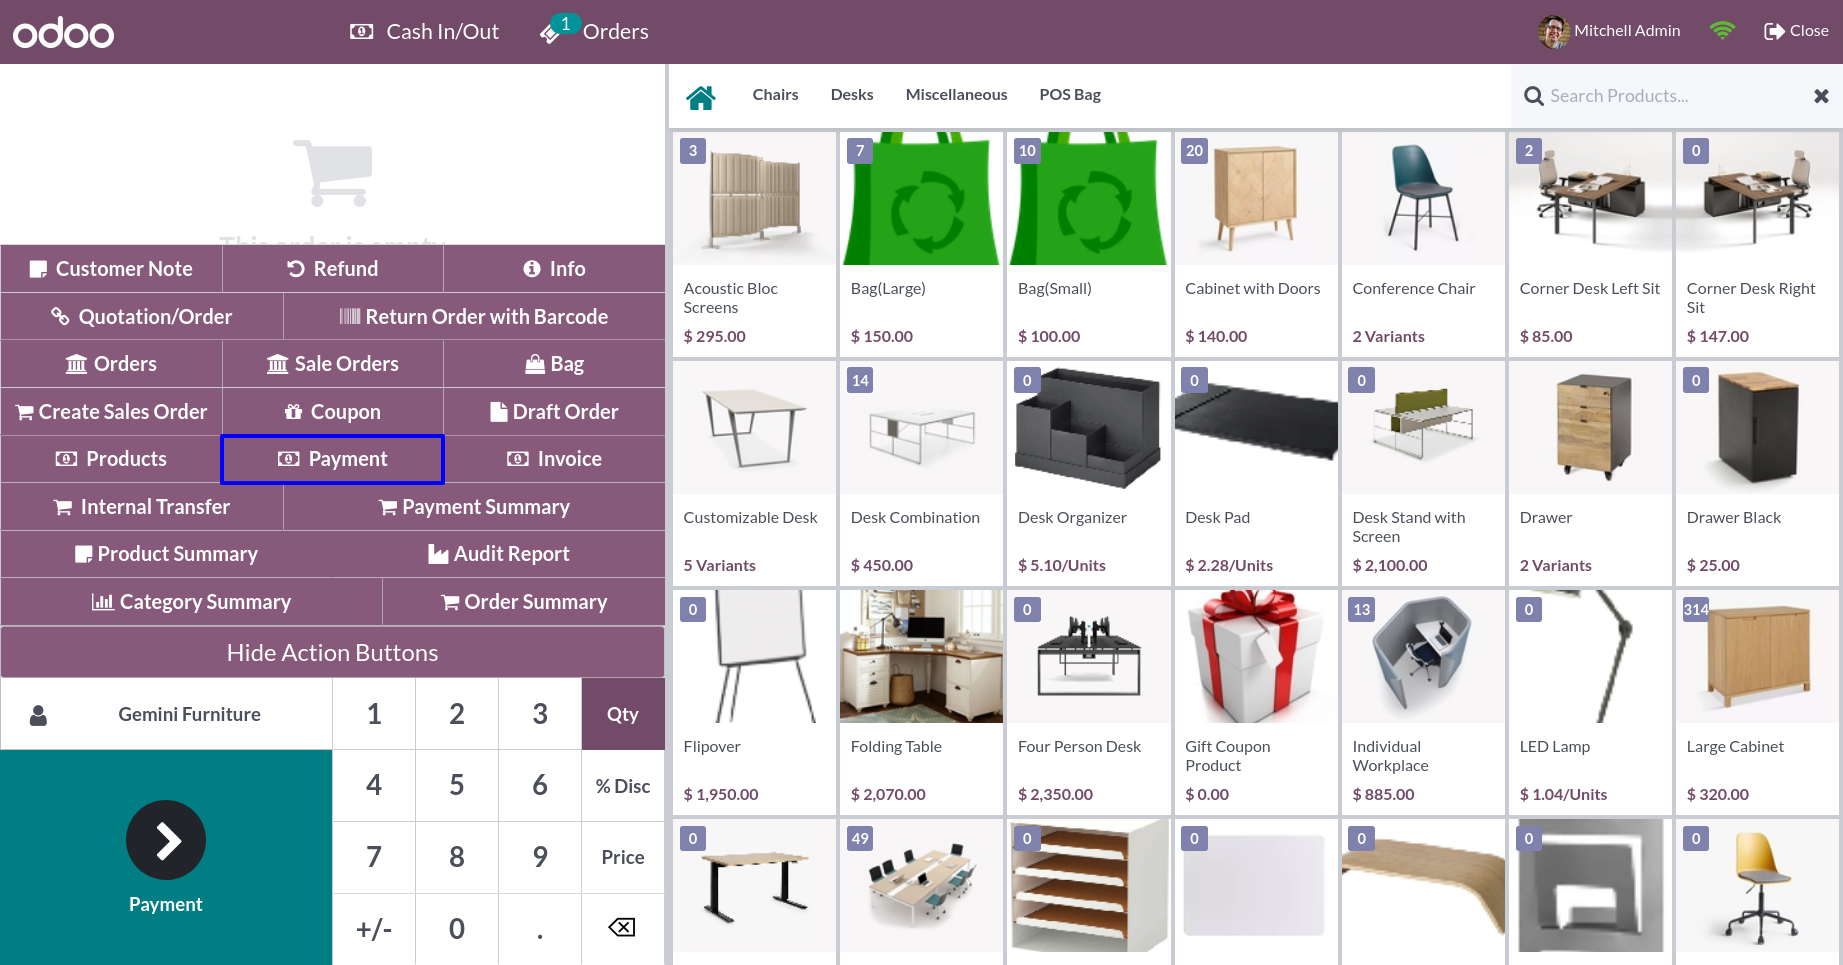 odoo
Cash In/Out
1
Orders
Mitchell Admin
Close
Chairs
Desks
Miscellaneous
POS Bag
Search Products...
This order is empty
Customer Note
Refund
Info
Quotation/Order
Return Order with Barcode
Orders
Sale Orders
Bag
Create Sales Order
Coupon
Draft Order
Products
Payment
Invoice
Internal Transfer
Payment Summary
Product Summary
Audit Report
Category Summary
Order Summary
Hide Action Buttons
Gemini Furniture
1
2
3
Qty
4
5
6
% Disc
7
8
9
Price
+/-
0
.
Payment
3
Acoustic Bloc
Screens
$ 295.00
7
Bag(Large)
$ 150.00
10
Bag(Small)
$ 100.00
20
Cabinet with Doors
$ 140.00
Conference Chair
2 Variants
2
Corner Desk Left Sit
$ 85.00
0
Corner Desk Right
Sit
$ 147.00
Customizable Desk
5 Variants
14
Desk Combination
$ 450.00
0
Desk Organizer
$ 5.10/Units
0
Desk Pad
$ 2.28/Units
0
Desk Stand with
Screen
$ 2,100.00
Drawer
2 Variants
0
Drawer Black
$ 25.00
0
Flipover
$ 1,950.00
Folding Table
$ 2,070.00
0
Four Person Desk
$ 2,350.00
Gift Coupon
Product
$ 0.00
13
Individual
Workplace
$ 885.00
0
LED Lamp
$ 1.04/Units
314
Large Cabinet
$ 320.00
0
49
0
0
0
0
0